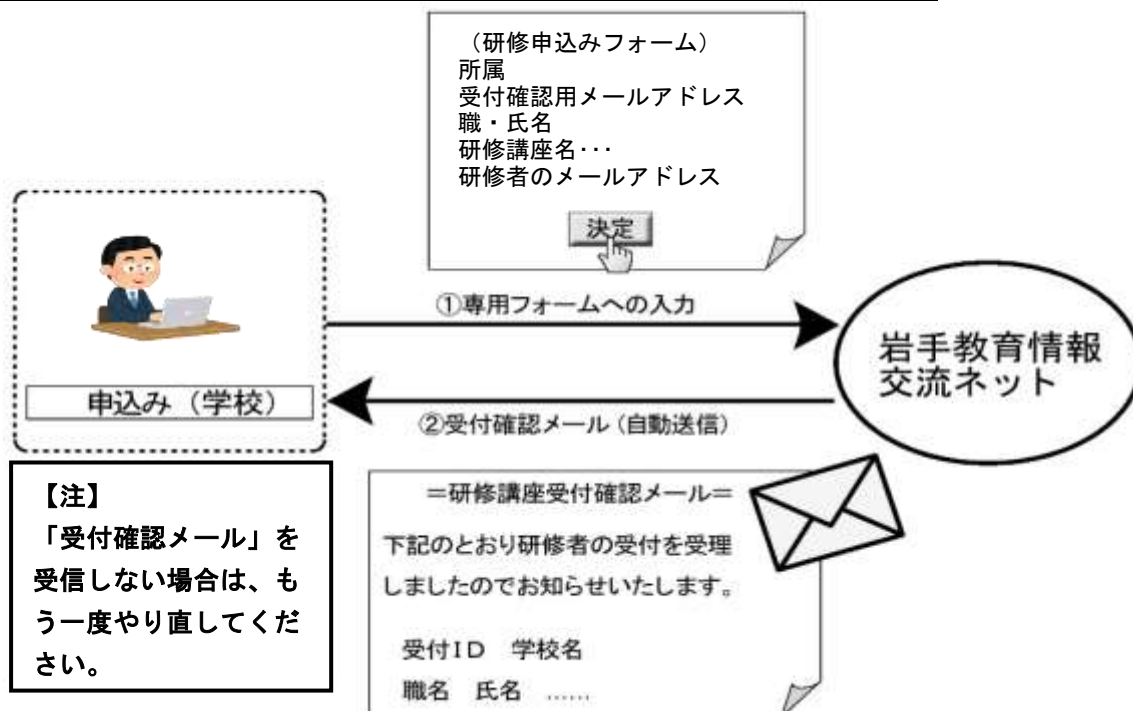 （研修申込みフォーム）
所属
受付確認用メールアドレス
職・氏名
研修講座名･･･
研修者のメールアドレス
決定
①専用フォームへの入力
岩手教育情報
交流ネット
申込み（学校）
②受付確認メール（自動送信）
【注】
「受付確認メール」を
受信しない場合は、も
う一度やり直してくだ
さい。
＝研修講座受付確認メール＝
下記のとおり研修者の受付を受理
しましたのでお知らせいたします。
受付ID　学校名
職名　氏名　……